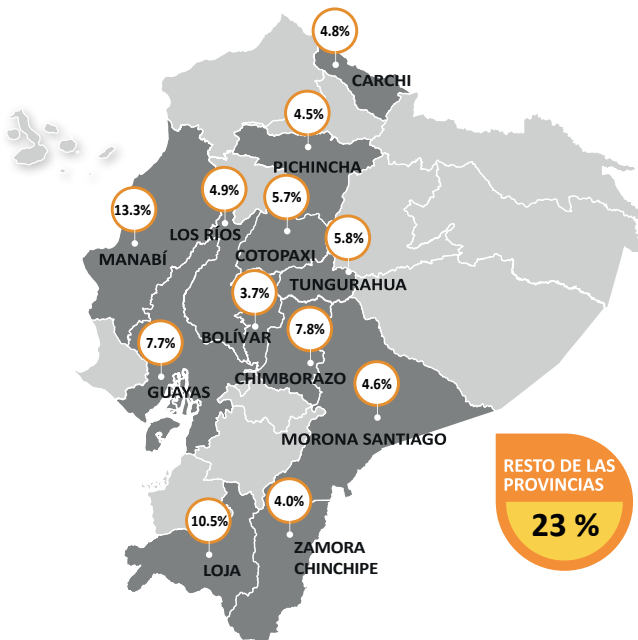 4.8%
CARCHI
4.5%
PICHINCHA
4.9%
LOS RÍOS
5.7%
COTOPAXI
13.3%
MANABÍ
5.8%
TUNGURAHUA
3.7%
BOLÍVAR
7.8%
CHIMBORAZO
7.7%
GUAYAS
4.6%
MORONA SANTIAGO
RESTO DE LAS
PROVINCIAS
23 %
10.5%
LOJA
4.0%
ZAMORA
CHINCHIPE